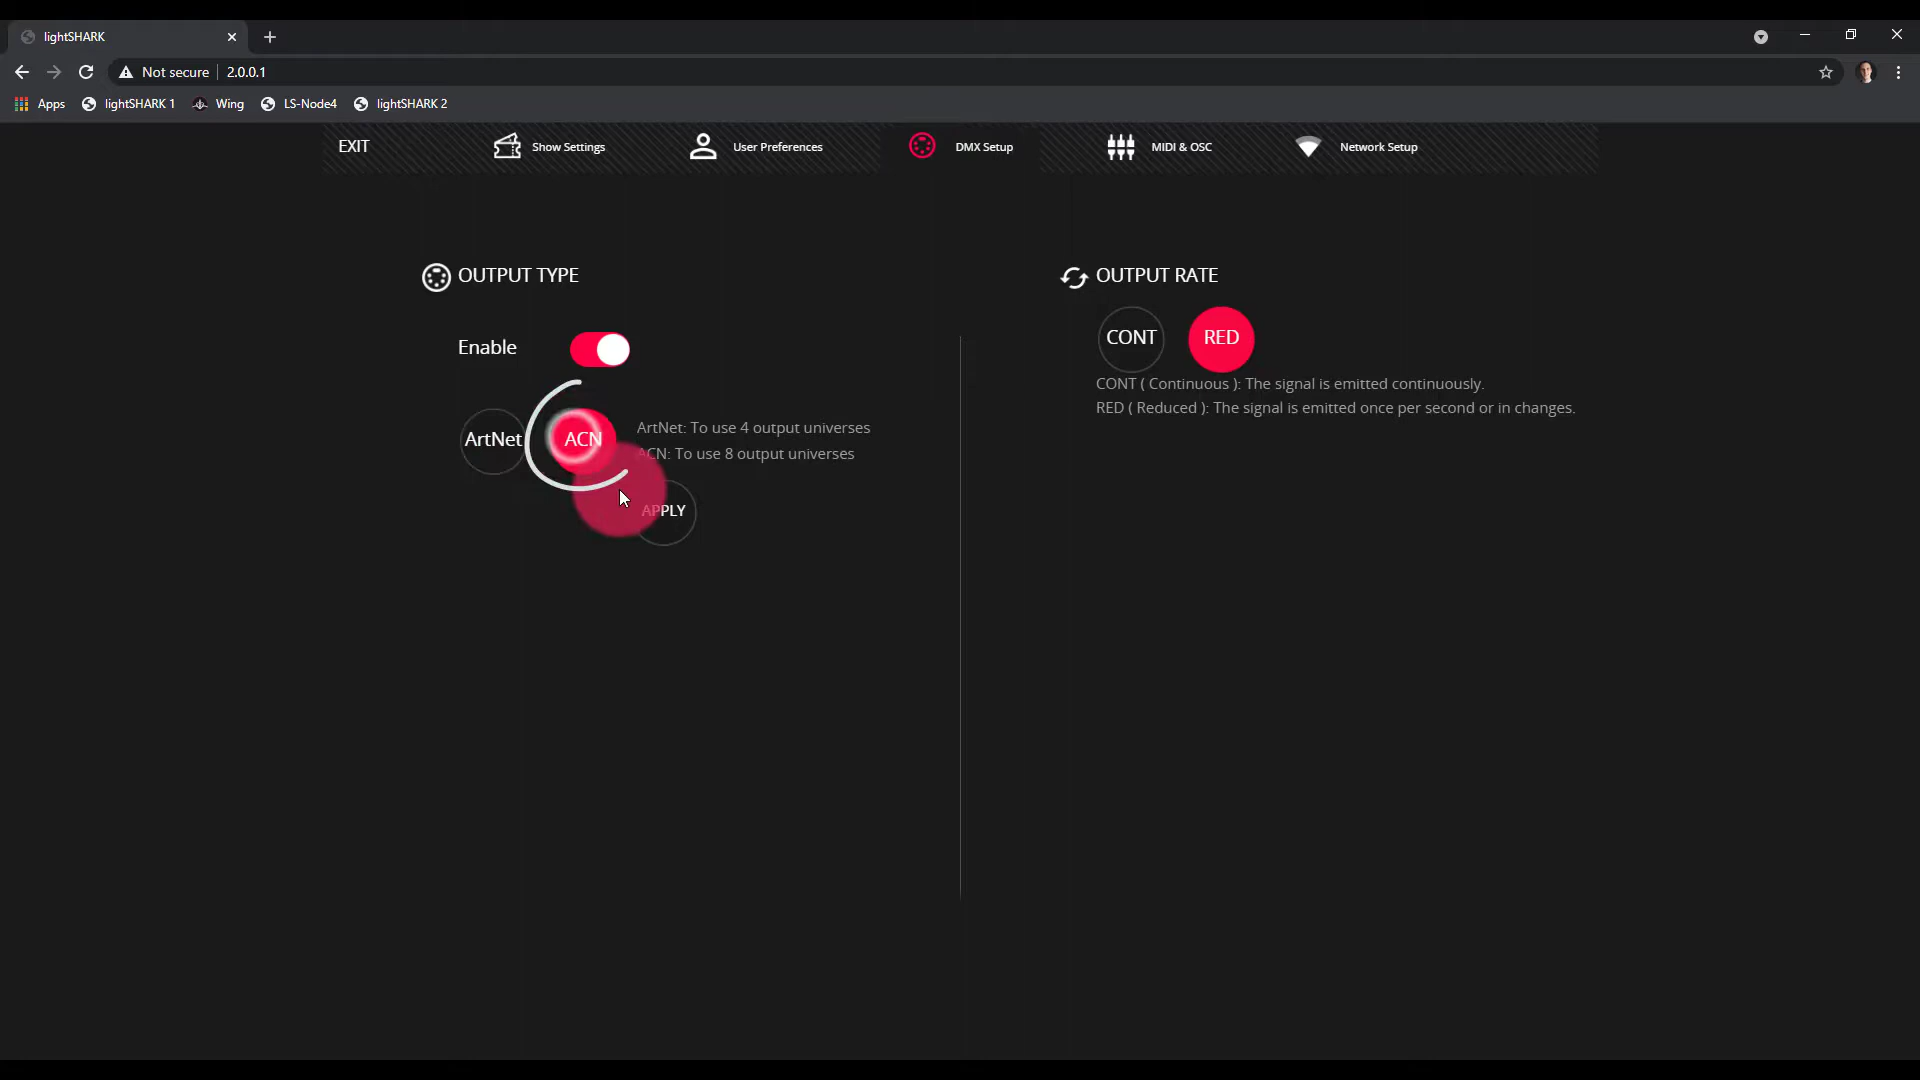 lightSHARK
Not secure 2.0.0.1
Apps lightSHARK 1 Wing LS-Node4 lightSHARK 2
EXIT Show Settings User Preferences DMX Setup MIDI & OSC Network Setup
OUTPUT TYPE
Enable
ArtNet ACN
ArtNet: To use 4 output universes
ACN: To use 8 output universes
APPLY
OUTPUT RATE
CONT RED
CONT ( Continuous ): The signal is emitted continuously.
RED ( Reduced ): The signal is emitted once per second or in changes.